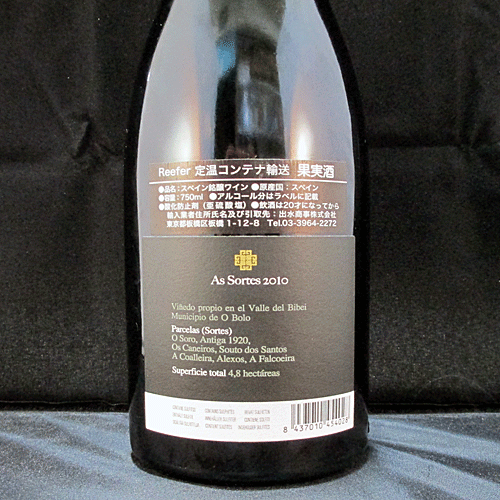 Reefer 定温コンテナ輸送 果実酒
●品名：スペイン銘醸ワイン ●原産国：スペイン
●容量：750ml ●アルコール分はラベルに記載
●酸化防止剤（亜硫酸塩）●飲酒は20才になってから
輸入業者住所氏名及び引取先：出水商事株式会社
東京都板橋区板橋1-12-8 Tel.03-3964-2272
As Sortes 2010
Viñedo propio en el Valle del Bibei
Municipio de O Bolo
Parcelas (Sortes)
O Soro, Antiga 1920,
Os Caneiros, Souto dos Santos
A Coalleira, Alexos, A Falcoeira
Superficie total 4,8 hectáreas
8 437010 454028